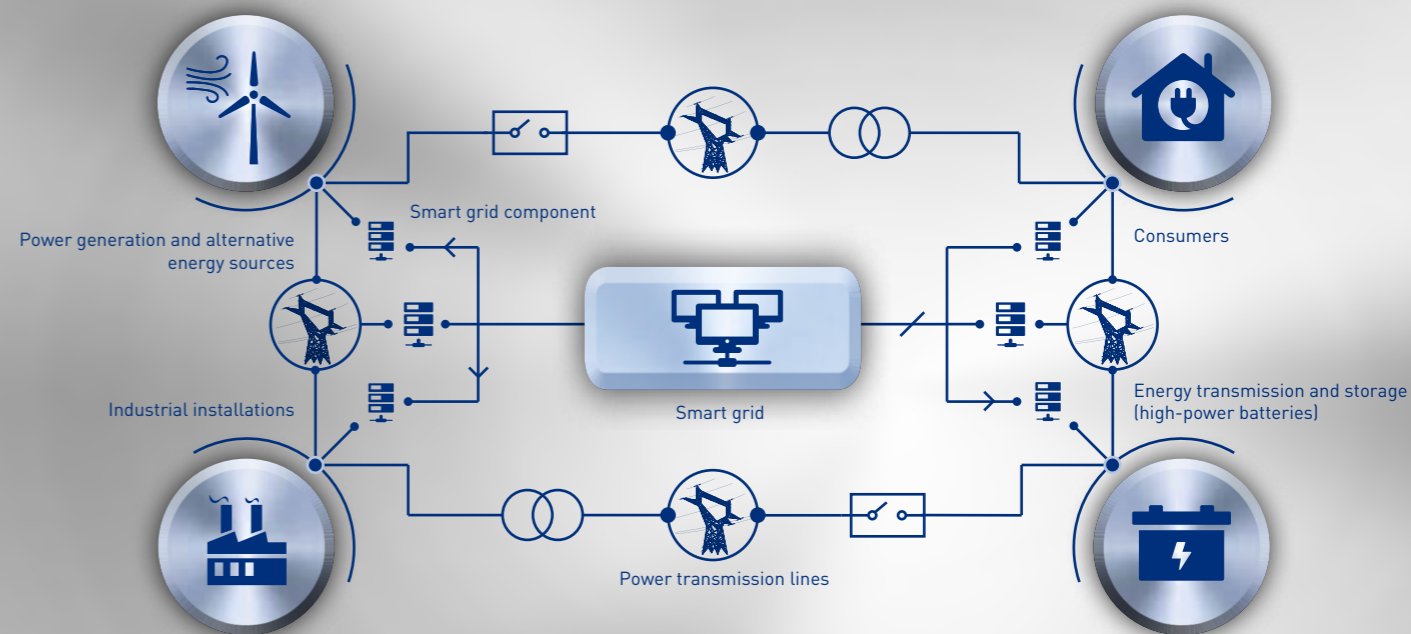 Smart grid component
Power generation and alternative
energy sources
Consumers
Industrial installations
Smart grid
Energy transmission and storage
(high-power batteries)
Power transmission lines